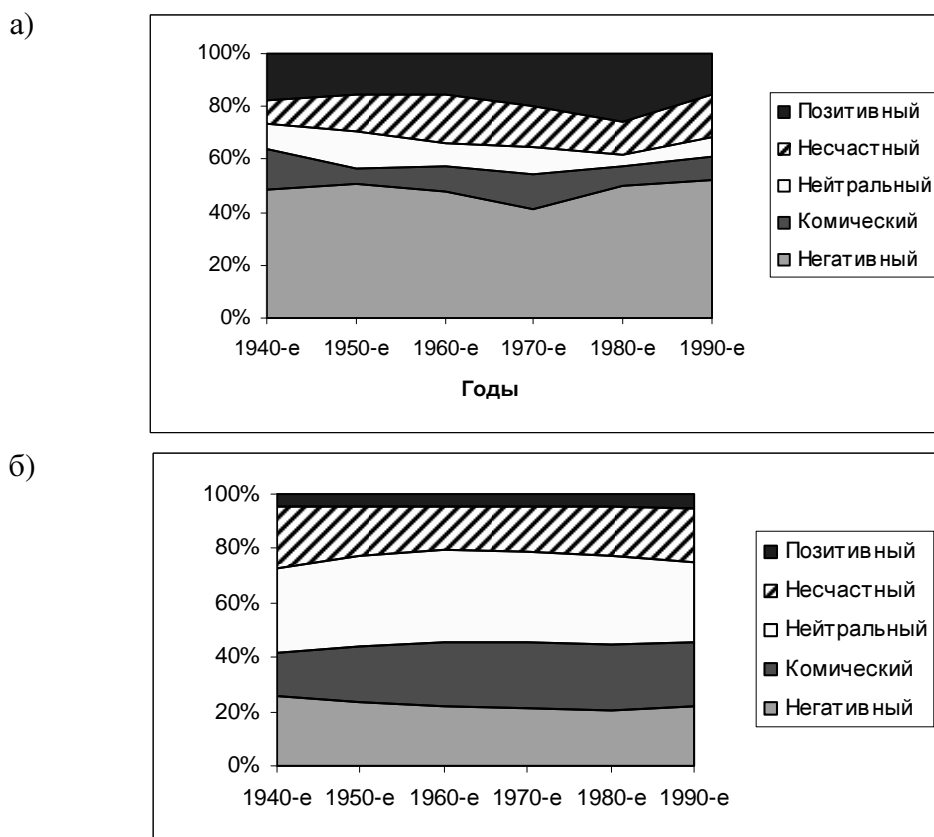 а)
100%
80%
60%
40%
20%
0%
1940-е 1950-е 1960-е 1970-е 1980-е 1990-е
Годы
Позитивный
Несчастный
Нейтральный
Комический
Негативный
б)
100%
80%
60%
40%
20%
0%
1940-е 1950-е 1960-е 1970-е 1980-е 1990-е
Позитивный
Несчастный
Нейтральный
Комический
Негативный